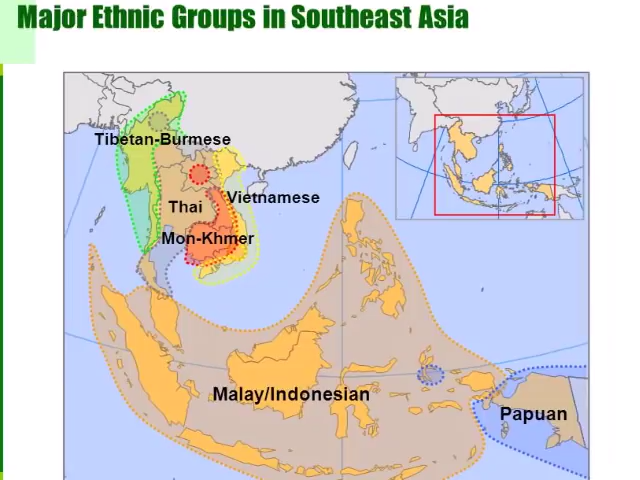 Major Ethnic Groups in Southeast Asia
Tibetan-Burmese
Vietnamese
Thai
Mon-Khmer
Malay/Indonesian
Papuan